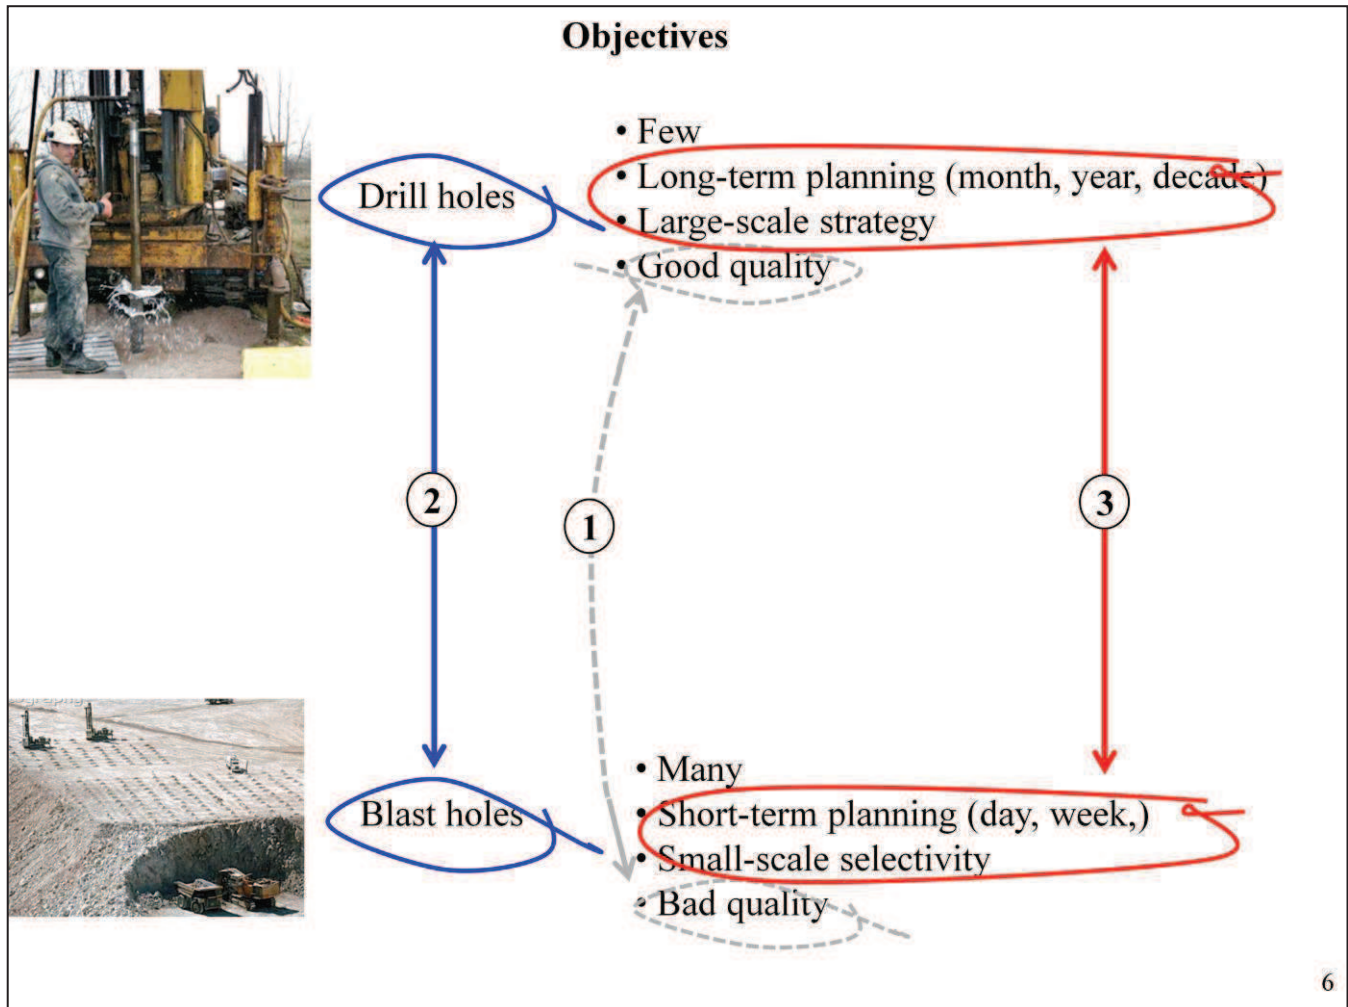 Objectives
• Few
• Long-term planning (month, year, decade)
Drill holes
• Large-scale strategy
• Good quality
2
1
3
• Many
• Short-term planning (day, week,)
Blast holes
• Small-scale selectivity
• Bad quality
6